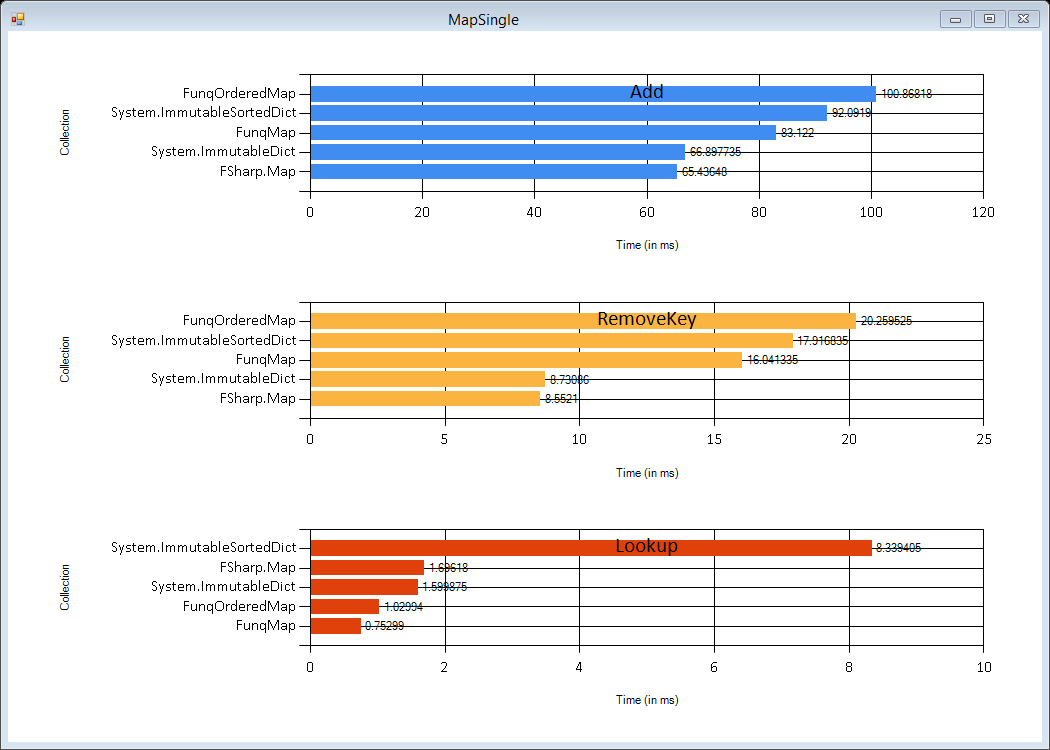 MapSingle
Add
Collection
FunqOrderedMap 100.86818
System.ImmutableSortedDict 92.0919
FunqMap 83.122
System.ImmutableDict 66.897735
FSharp.Map 65.43648
0 20 40 60 80 100 120
Time (in ms)
RemoveKey
Collection
FunqOrderedMap 20.259525
System.ImmutableSortedDict 17.916835
FunqMap 16.041335
System.ImmutableDict 8.73086
FSharp.Map 8.5521
0 5 10 15 20 25
Time (in ms)
Lookup
Collection
System.ImmutableSortedDict 8.339405
FSharp.Map 1.69618
System.ImmutableDict 1.599875
FunqOrderedMap 1.02994
FunqMap 0.75299
0 2 4 6 8 10
Time (in ms)